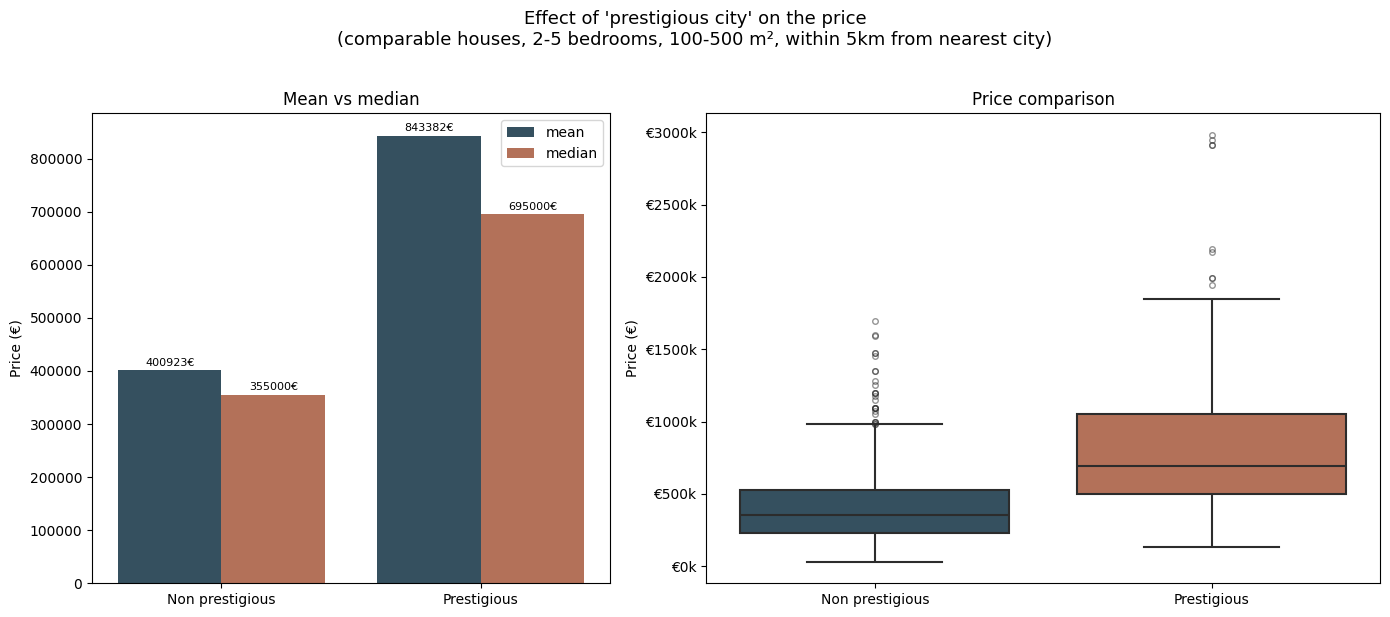 Effect of 'prestigious city' on the price
(comparable houses, 2-5 bedrooms, 100-500 m², within 5km from nearest city)
Mean vs median
Price (€)
800000
700000
600000
500000
400000
300000
200000
100000
0
843382€
695000€
400923€
355000€
mean
median
Non prestigious
Prestigious
Price comparison
Price (€)
€3000k
€2500k
€2000k
€1500k
€1000k
€500k
€0k
Non prestigious
Prestigious